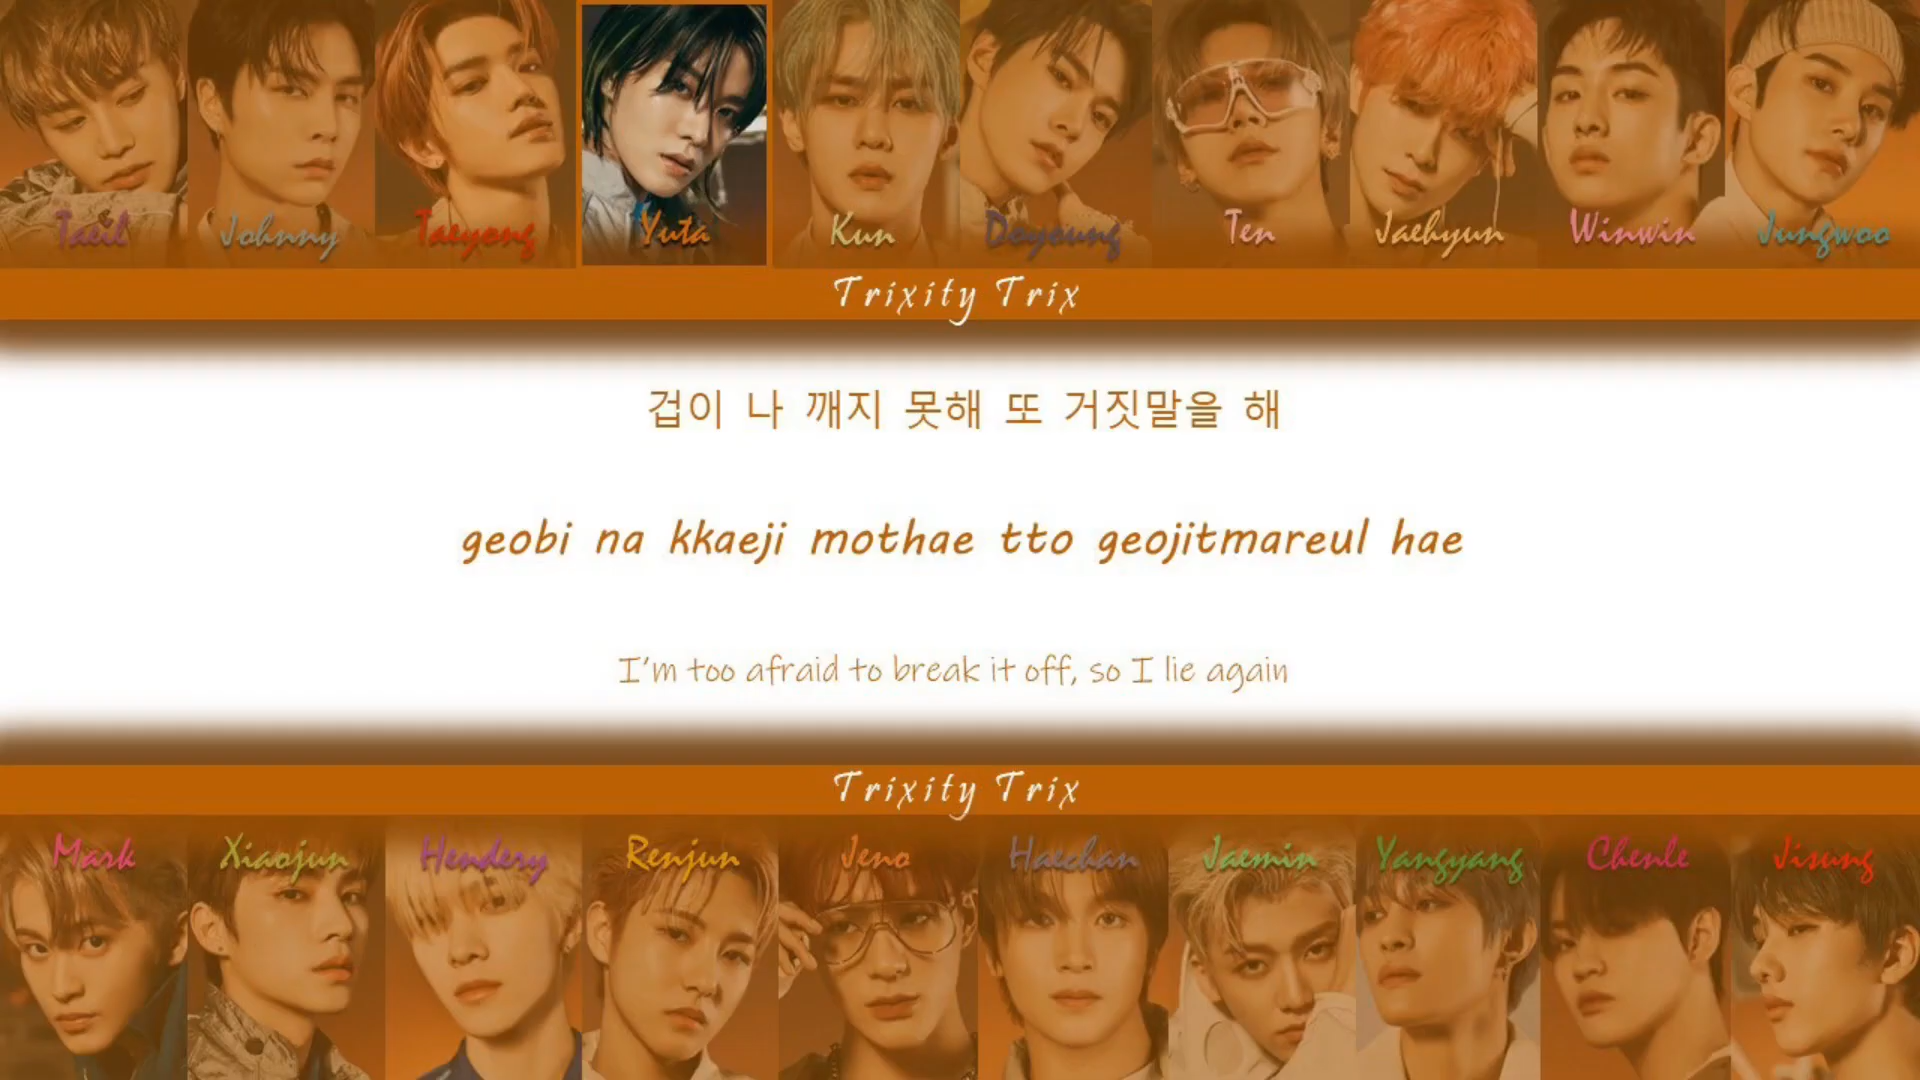 Taeil Johnny Taeyong Yuta Kun Doyoung Ten Jaehyun Winwin Jungwoo
Trixity Trix
겁이 나 깨지 못해 또 거짓말을 해
geobi na kkaeji mothae tto geojitmareul hae
I'm too afraid to break it off, so I lie again
Trixity Trix
Mark Xiaojun Hendery Renjun Jeno Haechan Jaemin Yangyang Chenle Jisung